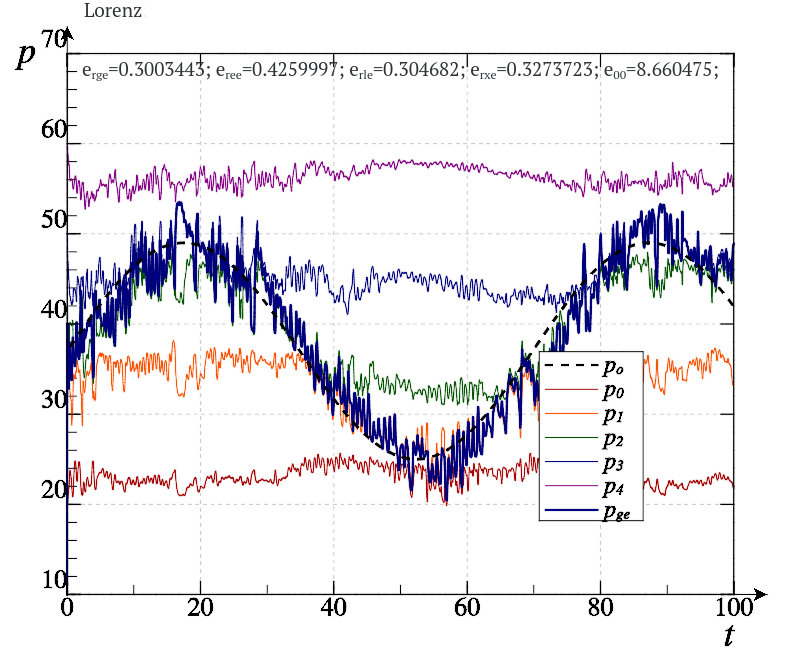 Lorenz
p
70
e_rge=0.3003443; e_ree=0.4259997; e_rle=0.304682; e_rxe=0.3273723; e_00=8.660475;
60
50
40
30
20
10
p_o
p_0
p_1
p_2
p_3
p_4
p_ge
0 20 40 60 80 100
t